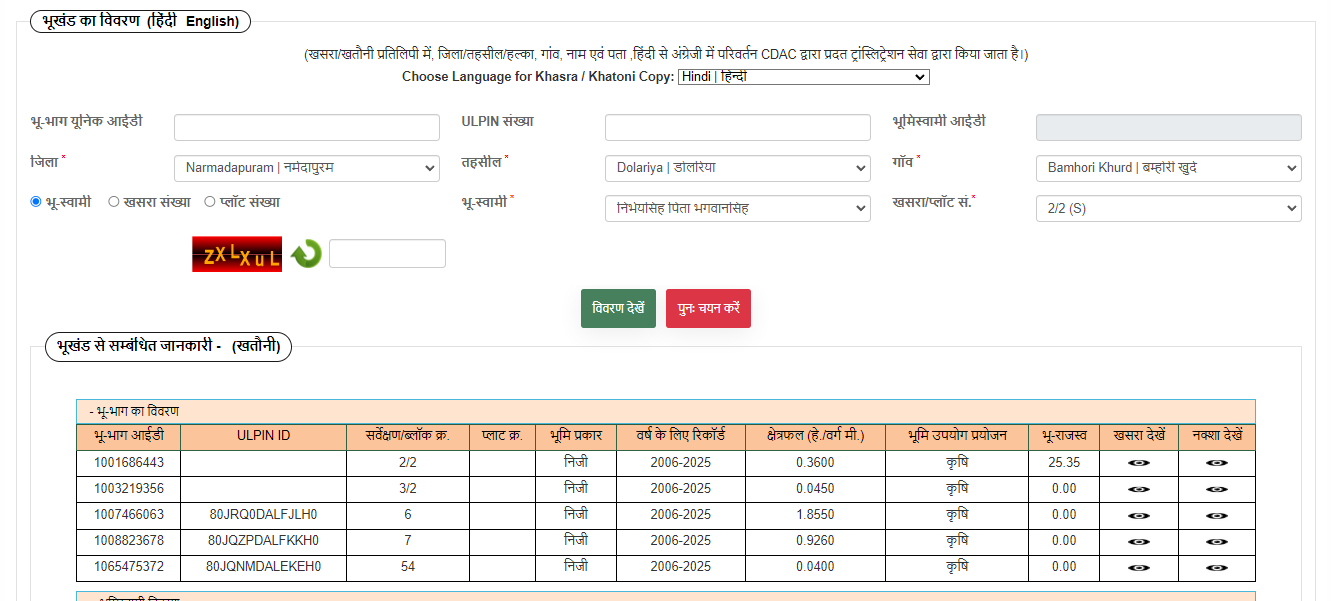 भूखंड का विवरण (हिंदी English)
(खसरा/खतौनी प्रतिलिपी में, जिला/तहसील/हल्का, गांव, नाम एवं पता ,हिंदी से अंग्रेजी में परिवर्तन CDAC द्वारा प्रदत ट्रांस्लिट्रेशन सेवा द्वारा किया जाता है।)
Choose Language for Khasra / Khatoni Copy: Hindi | हिन्दी
भू-भाग यूनिक आईडी ULPIN संख्या भूमिस्वामी आईडी
जिला * Narmadapuram | नर्मदापुरम तहसील * Dolariya | डोलरिया गॉव * Bamhori Khurd | बम्होरी खुर्द
भू-स्वामी खसरा संख्या प्लॉट संख्या भू-स्वामी * निर्भयसिंह पिता भगवानसिंह खसरा/प्लॉट सं.* 2/2 (S)
zXLXuL
विवरण देखें पुनः चयन करें
भूखंड से सम्बंधित जानकारी - (खतौनी)
- भू-भाग का विवरण
भू-भाग आईडी ULPIN ID सर्वेक्षण/ब्लॉक क्र. प्लाट क्र. भूमि प्रकार वर्ष के लिए रिकॉर्ड क्षेत्रफल (हे./वर्ग मी.) भूमि उपयोग प्रयोजन भू-राजस्व खसरा देखें नक्शा देखें
1001686443 2/2 निजी 2006-2025 0.3600 कृषि 25.35
1003219356 3/2 निजी 2006-2025 0.0450 कृषि 0.00
1007466063 80JRQ0DALFJLH0 6 निजी 2006-2025 1.8550 कृषि 0.00
1008823678 80JQZPDALFKKH0 7 निजी 2006-2025 0.9260 कृषि 0.00
1065475372 80JQNMDALEKEH0 54 निजी 2006-2025 0.0400 कृषि 0.00